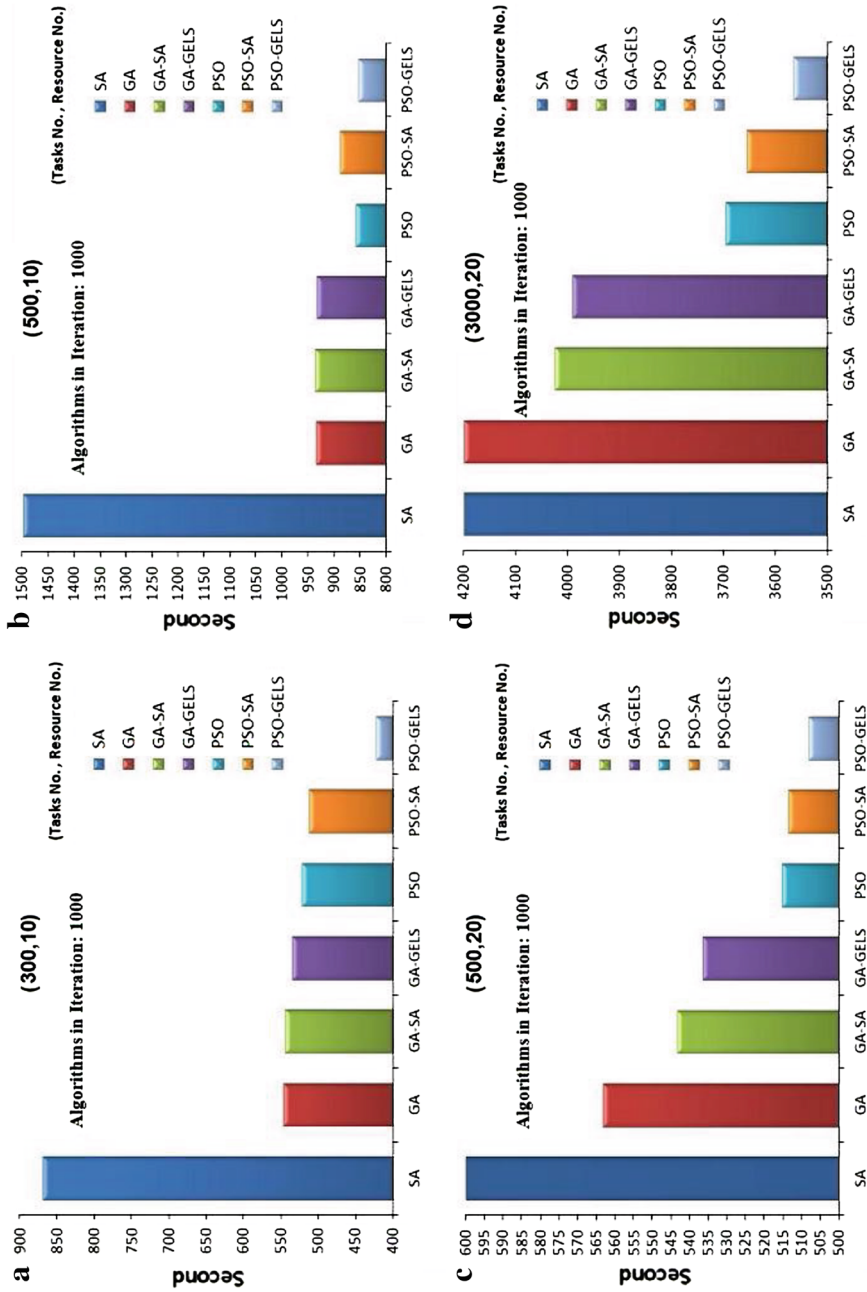 a
(300,10)
Algorithms in Iteration: 1000
(Tasks No. , Resource No.)
Second
900
850
800
750
700
650
600
550
500
450
400
SA
GA
GA-SA
GA-GELS
PSO
PSO-SA
PSO-GELS
SA
GA
GA-SA
GA-GELS
PSO
PSO-SA
PSO-GELS
b
(500,10)
Algorithms in Iteration: 1000
(Tasks No. , Resource No.)
Second
1500
1450
1400
1350
1300
1250
1200
1150
1100
1050
1000
950
900
850
800
SA
GA
GA-SA
GA-GELS
PSO
PSO-SA
PSO-GELS
SA
GA
GA-SA
GA-GELS
PSO
PSO-SA
PSO-GELS
c
(500,20)
Algorithms in Iteration: 1000
(Tasks No. , Resource No.)
Second
600
595
590
585
580
575
570
565
560
555
550
545
540
535
530
525
520
515
510
505
500
SA
GA
GA-SA
GA-GELS
PSO
PSO-SA
PSO-GELS
SA
GA
GA-SA
GA-GELS
PSO
PSO-SA
PSO-GELS
d
(3000,20)
Algorithms in Iteration: 1000
(Tasks No. , Resource No.)
Second
4200
4100
4000
3900
3800
3700
3600
3500
SA
GA
GA-SA
GA-GELS
PSO
PSO-SA
PSO-GELS
SA
GA
GA-SA
GA-GELS
PSO
PSO-SA
PSO-GELS